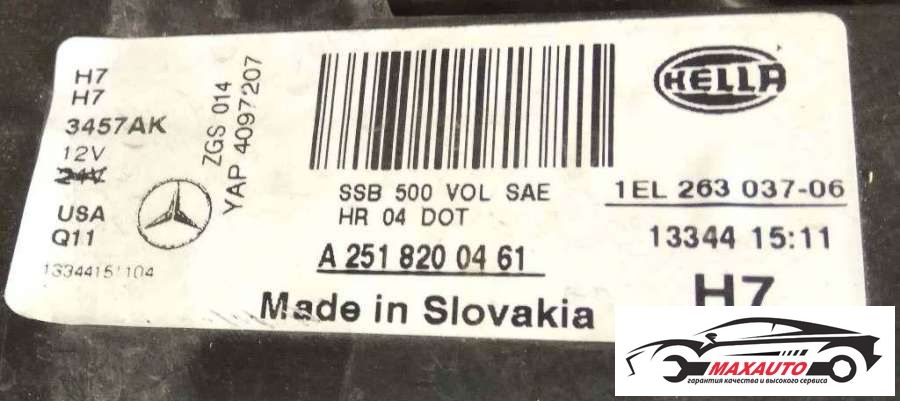 H7
H7
3457AK
12V
24V
USA
Q11
13344151104
ZGS 014
YAP 4097207
SSB 500 VOL SAE
HR 04 DOT
A 251 820 04 61
Made in Slovakia
HELLA
1EL 263 037-06
13344 15:11
H7
MAXAUTO
гарантия качества и высокого сервиса